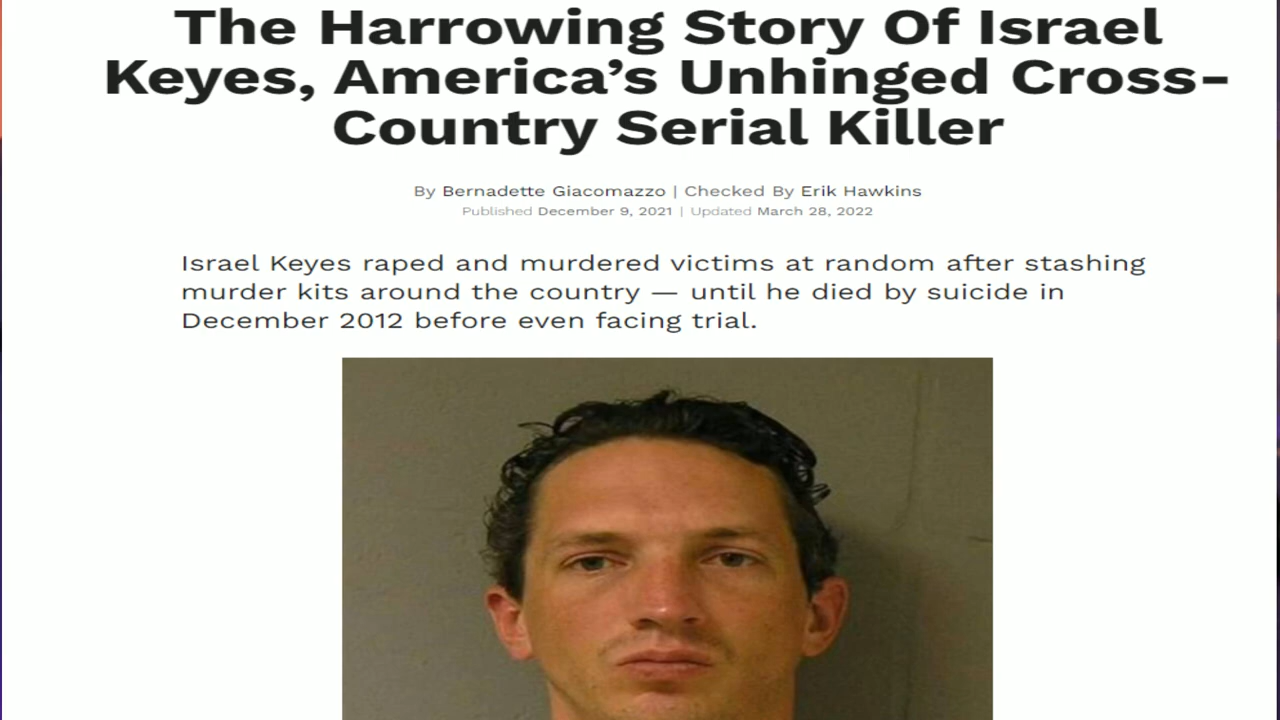 The Harrowing Story Of Israel
Keyes, America’s Unhinged Cross-
Country Serial Killer
By Bernadette Giacomazzo | Checked By Erik Hawkins
Published December 9, 2021 | Updated March 28, 2022
Israel Keyes raped and murdered victims at random after stashing
murder kits around the country — until he died by suicide in
December 2012 before even facing trial.